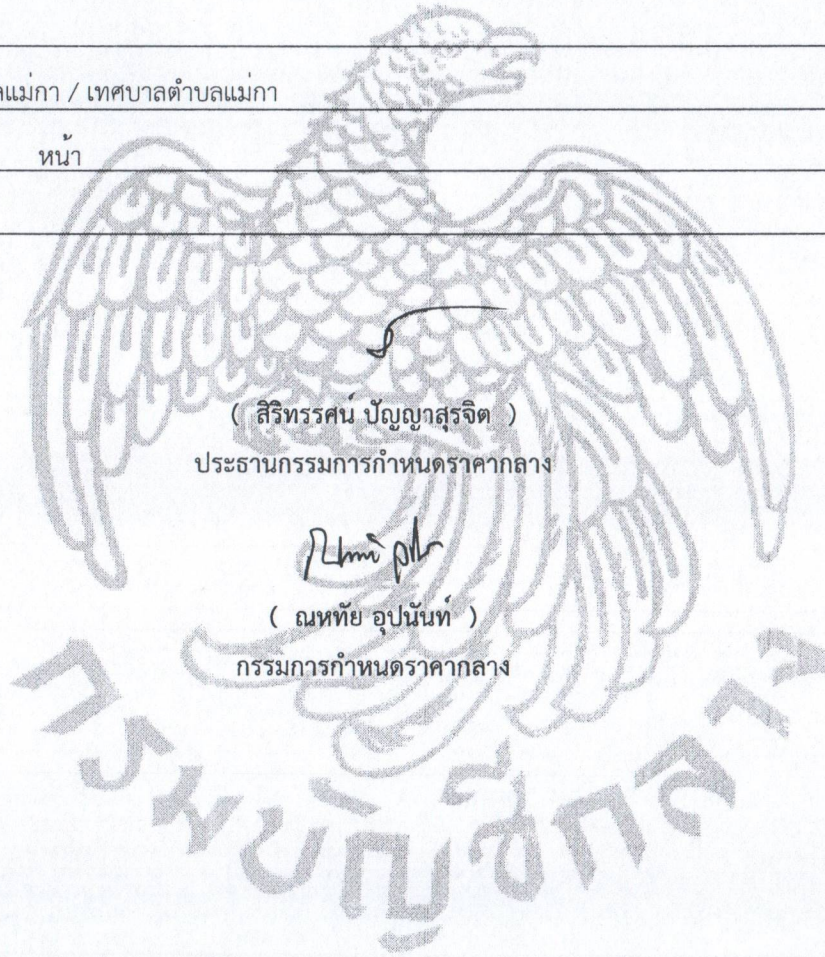 แม่กา / เทศบาลตำบลแม่กา
หน้า
( สิริทรรศน์ ปัญญาสุรจิต )
ประธานกรรมการกำหนดราคากลาง
( ณหทัย อุปนันท์ )
กรรมการกำหนดราคากลาง
กรมบัญชีกลาง